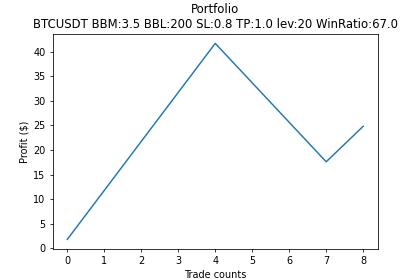 Portfolio
BTCUSDT BBM:3.5 BBL:200 SL:0.8 TP:1.0 lev:20 WinRatio:67.0
40
35
30
25
20
15
10
5
0
Profit ($)
0 1 2 3 4 5 6 7 8
Trade counts